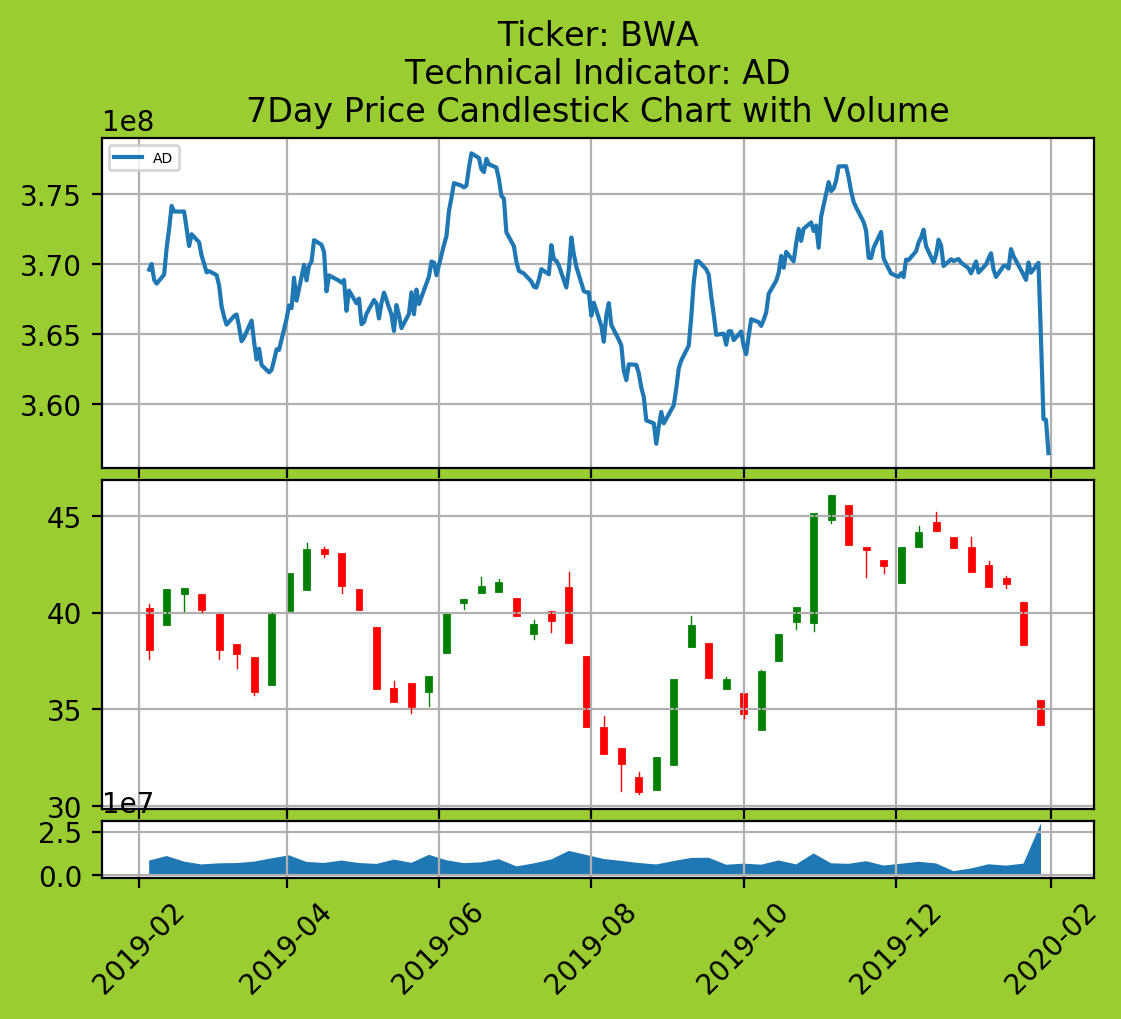 Ticker: BWA
Technical Indicator: AD
7Day Price Candlestick Chart with Volume
1e8
AD
3.75
3.70
3.65
3.60
45
40
35
30
1e7
2.5
0.0
2019-02
2019-04
2019-06
2019-08
2019-10
2019-12
2020-02